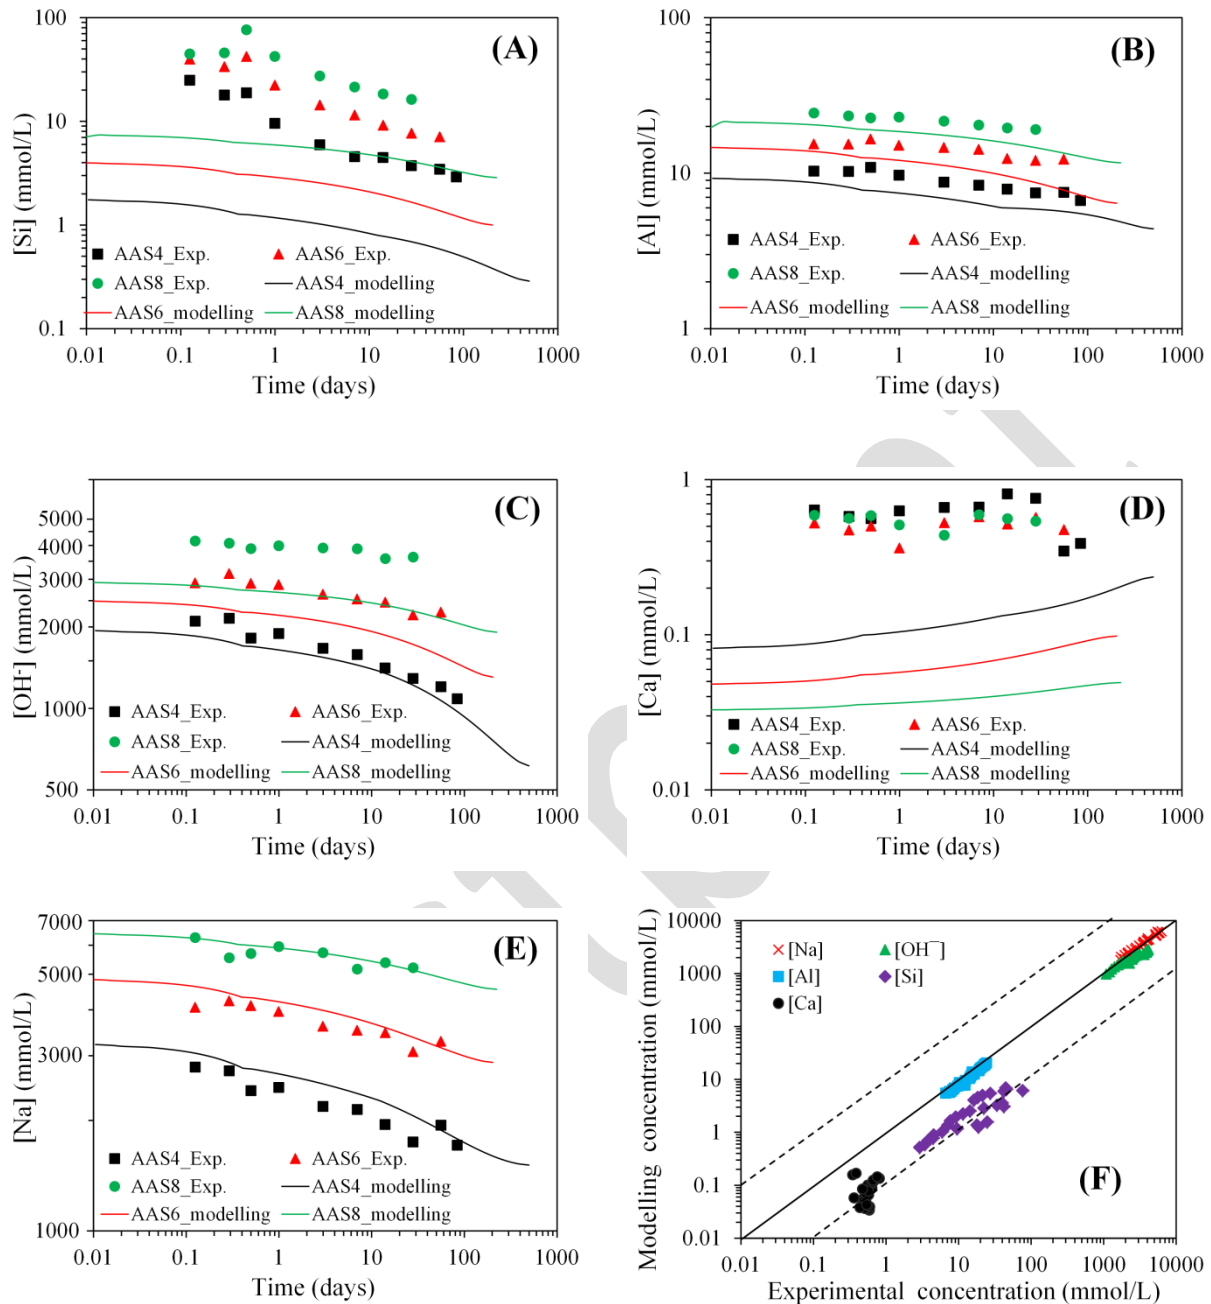 (A)
[Si] (mmol/L)
100
10
1
0.1
AAS4_Exp.
AAS6_Exp.
AAS8_Exp.
AAS4_modelling
AAS6_modelling
AAS8_modelling
0.01 0.1 1 10 100 1000
Time (days)
(B)
[Al] (mmol/L)
100
10
1
AAS4_Exp.
AAS6_Exp.
AAS8_Exp.
AAS4_modelling
AAS6_modelling
AAS8_modelling
0.01 0.1 1 10 100 1000
Time (days)
(C)
[OH-] (mmol/L)
5000
4000
3000
2000
1000
500
AAS4_Exp.
AAS6_Exp.
AAS8_Exp.
AAS4_modelling
AAS6_modelling
AAS8_modelling
0.01 0.1 1 10 100 1000
Time (days)
(D)
[Ca] (mmol/L)
1
0.1
0.01
AAS4_Exp.
AAS6_Exp.
AAS8_Exp.
AAS4_modelling
AAS6_modelling
AAS8_modelling
0.01 0.1 1 10 100 1000
Time (days)
(E)
[Na] (mmol/L)
7000
5000
3000
1000
AAS4_Exp.
AAS6_Exp.
AAS8_Exp.
AAS4_modelling
AAS6_modelling
AAS8_modelling
0.01 0.1 1 10 100 1000
Time (days)
(F)
Modelling concentration (mmol/L)
10000
1000
100
10
1
0.1
0.01
[Na]
[OH‾]
[Al]
[Si]
[Ca]
0.01 0.1 1 10 100 1000 10000
Experimental concentration (mmol/L)